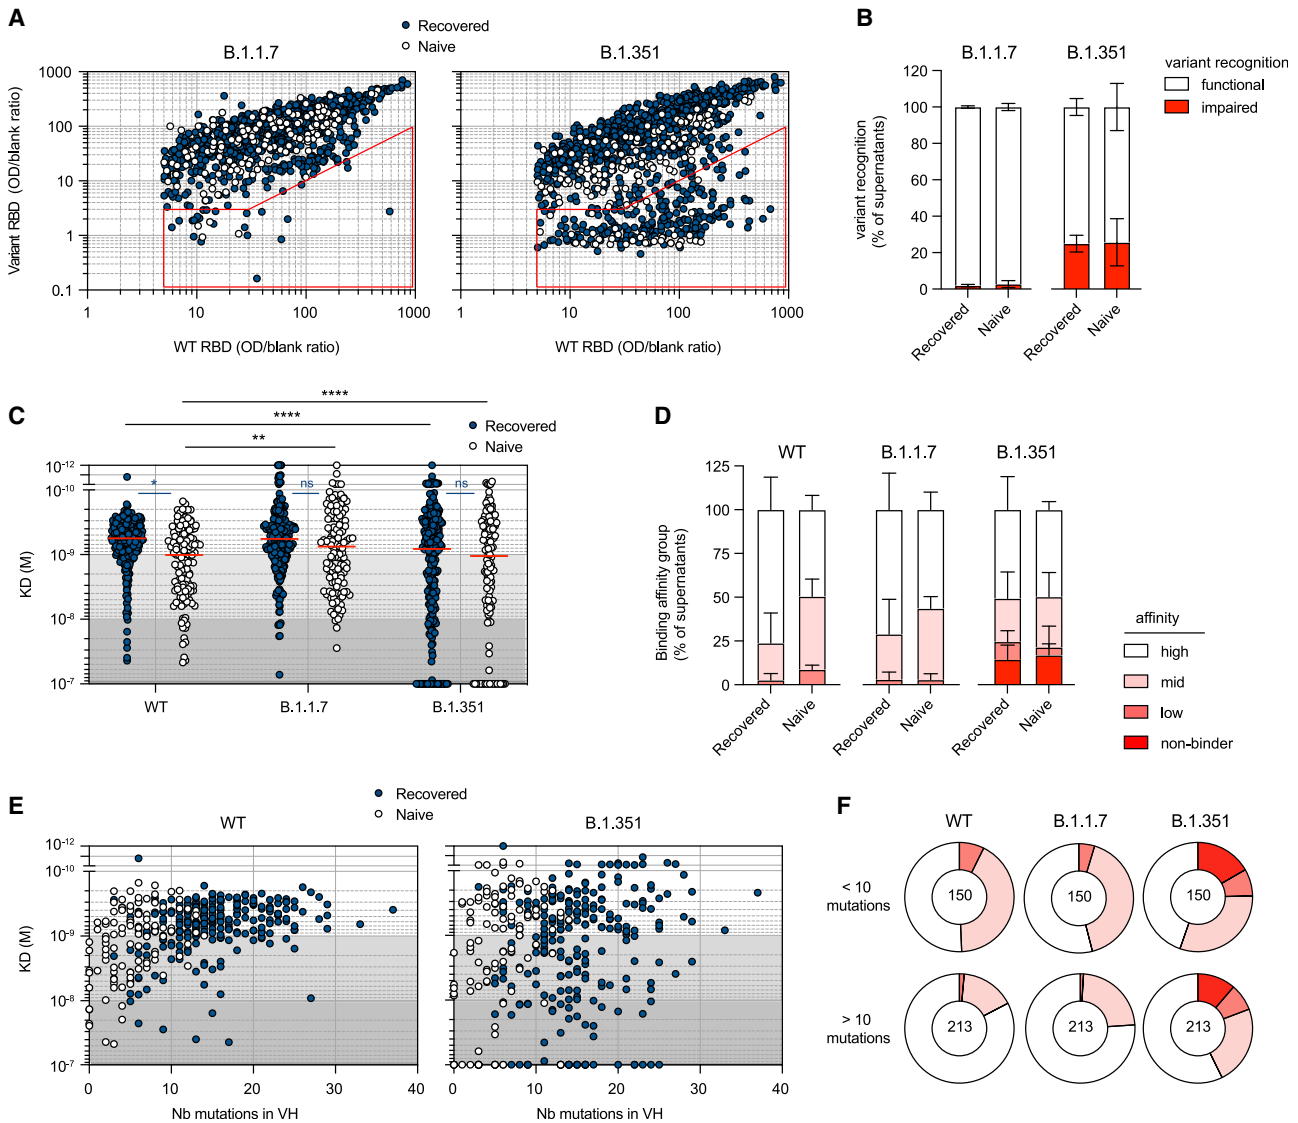 A
Recovered
Naive
B.1.1.7
B.1.351
Variant RBD (OD/blank ratio)
1000
100
10
1
0.1
1
10
100
1000
1
10
100
1000
WT RBD (OD/blank ratio)
WT RBD (OD/blank ratio)
B
B.1.1.7
B.1.351
variant recognition
functional
impaired
variant recognition
(% of supernatants)
120
100
80
60
40
20
0
Recovered
Naive
Recovered
Naive
C
****
****
**
Recovered
Naive
* ns ns
KD (M)
10-12
10-10
10-9
10-8
10-7
WT
B.1.1.7
B.1.351
D
WT
B.1.1.7
B.1.351
Binding affinity group
(% of supernatants)
125
100
75
50
25
0
Recovered
Naive
Recovered
Naive
Recovered
Naive
affinity
high
mid
low
non-binder
E
Recovered
Naive
WT
B.1.351
KD (M)
10-12
10-10
10-9
10-8
10-7
0
10
20
30
40
0
10
20
30
40
Nb mutations in VH
Nb mutations in VH
F
WT
B.1.1.7
B.1.351
< 10
mutations
150
150
150
> 10
mutations
213
213
213